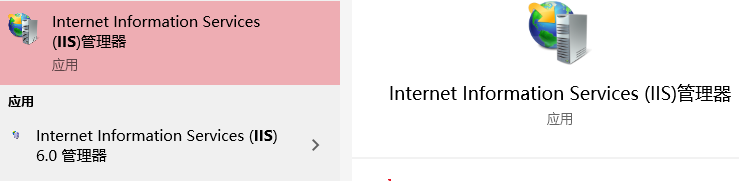 Internet Information Services
(IIS)管理器
应用
应用
Internet Information Services (IIS)
6.0 管理器
Internet Information Services (IIS)管理器
应用